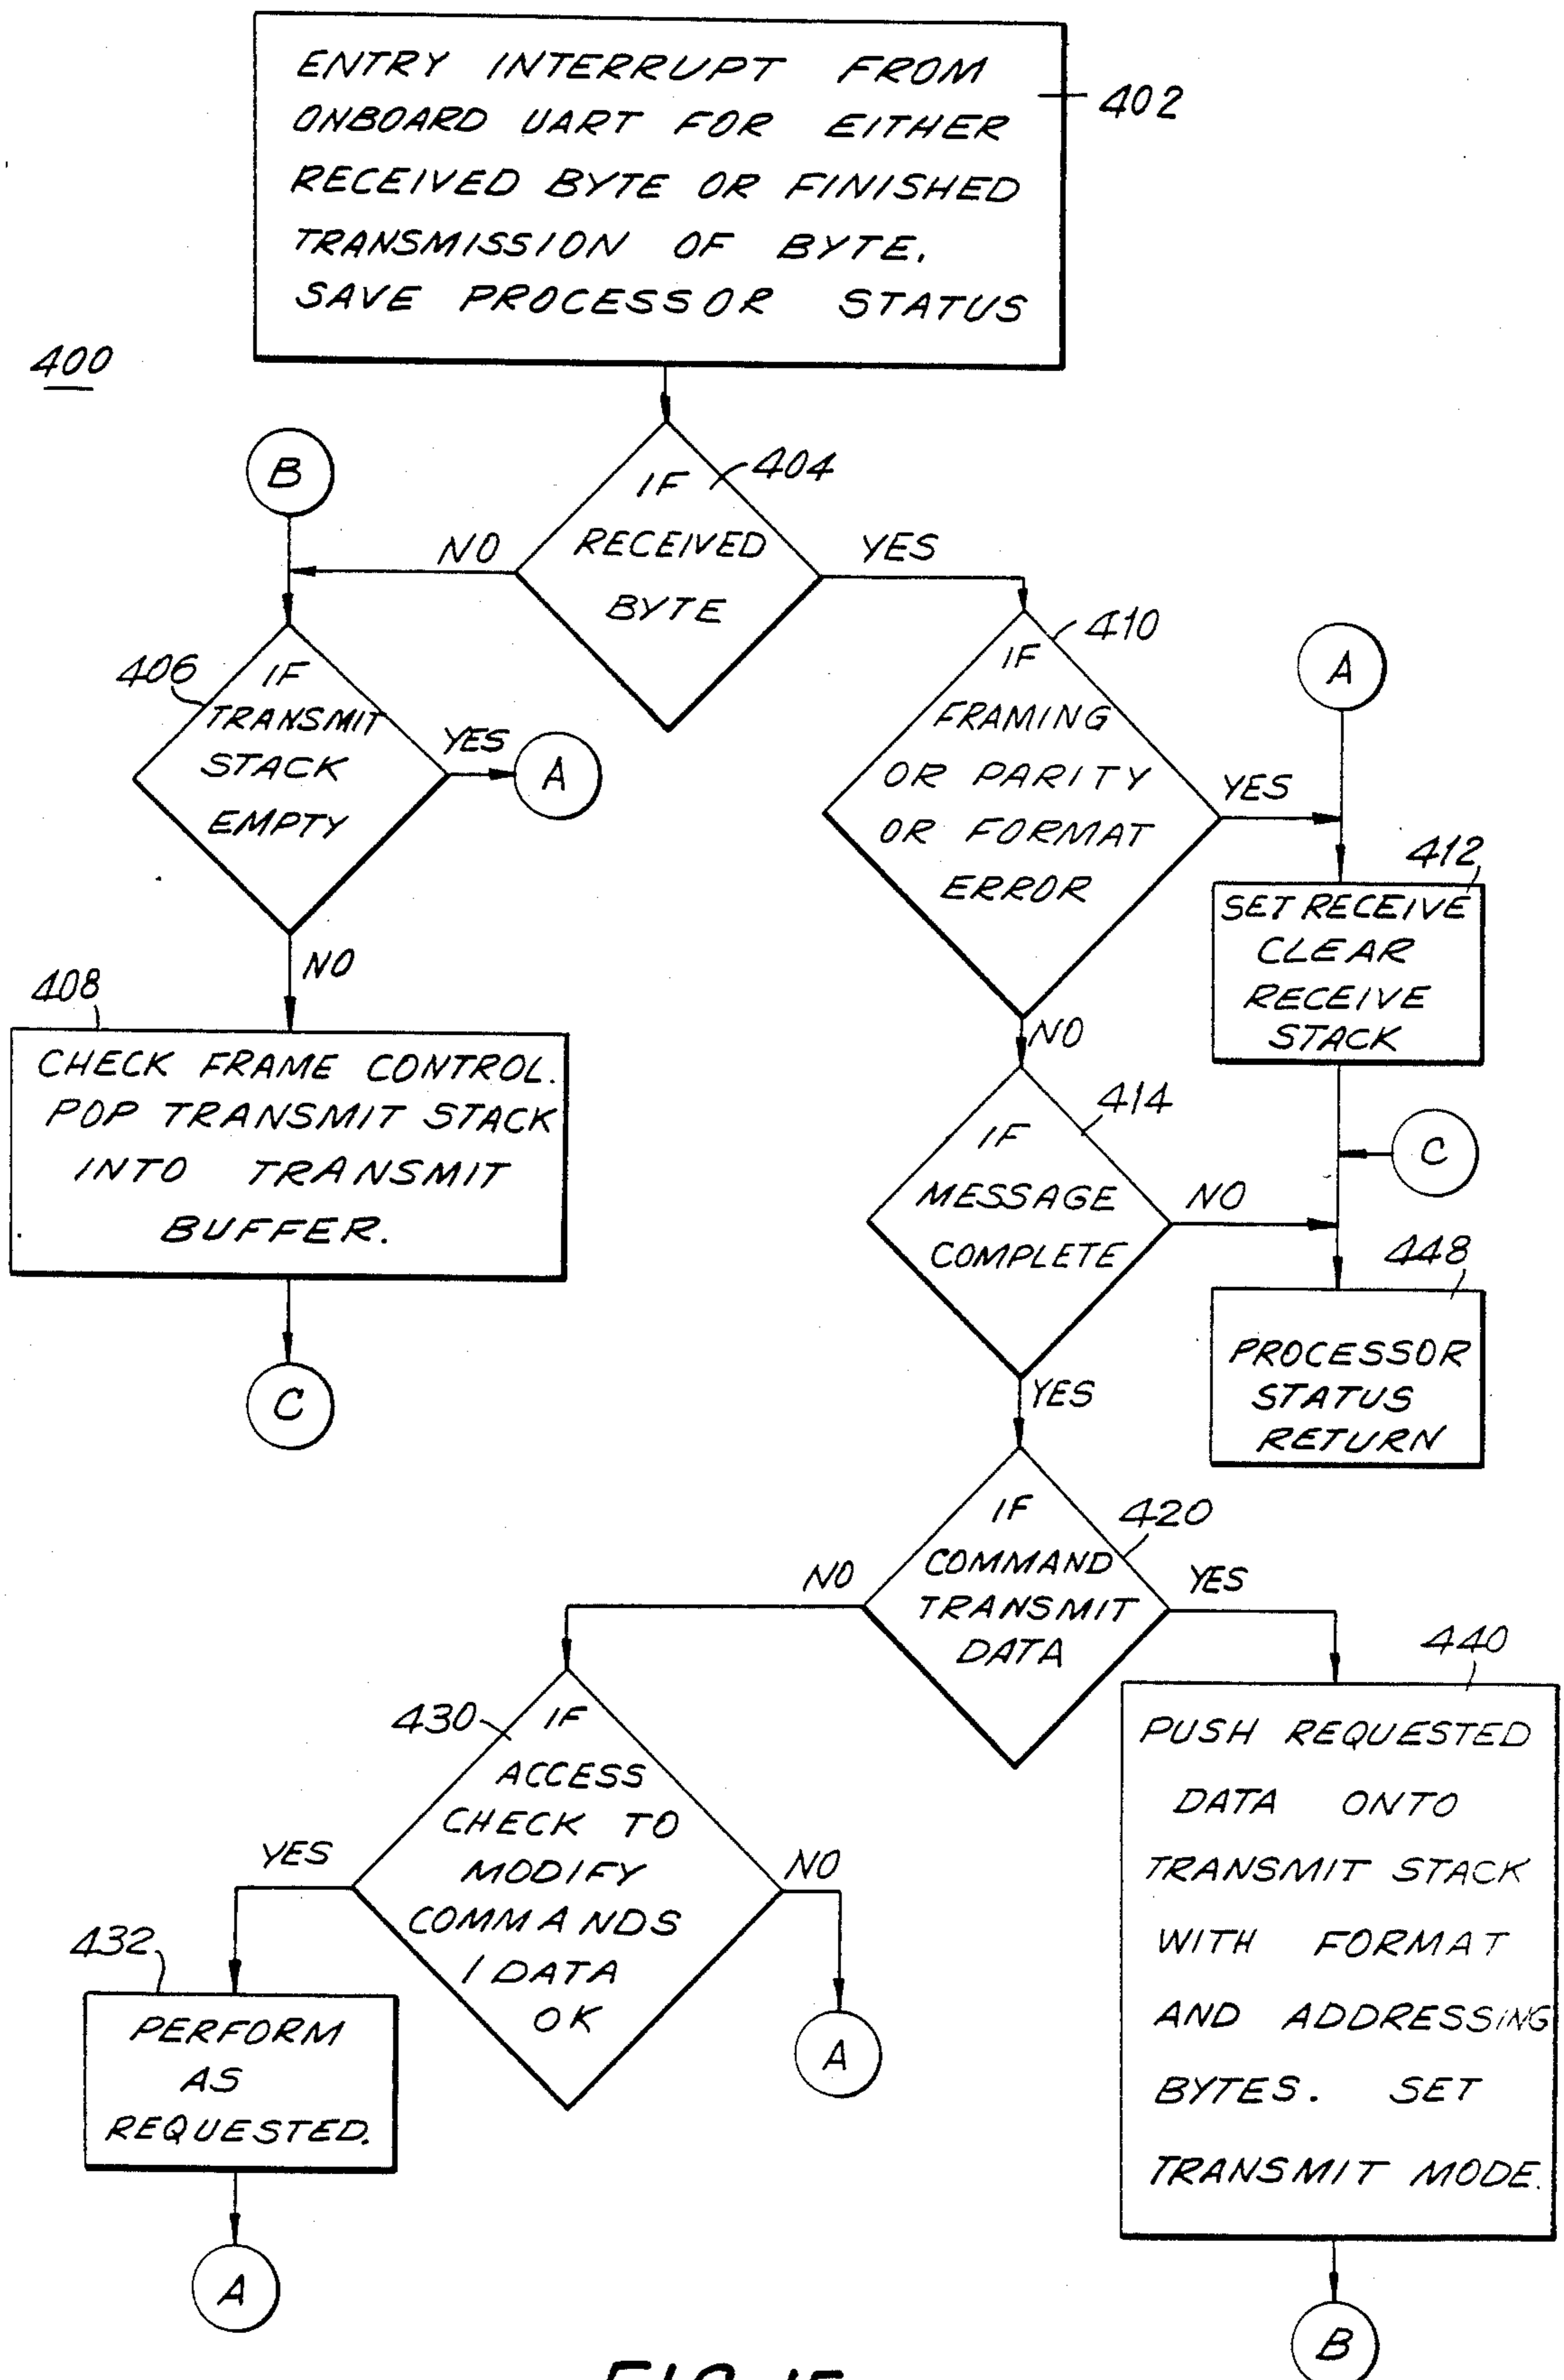 ENTRY INTERRUPT FROM
ONBOARD UART FOR EITHER
RECEIVED BYTE OR FINISHED
TRANSMISSION OF BYTE.
SAVE PROCESSOR STATUS
402
400
B
IF
RECEIVED
BYTE
404
NO
YES
406
IF
TRANSMIT
STACK
EMPTY
YES
A
NO
410
IF
FRAMING
OR PARITY
OR FORMAT
ERROR
YES
A
412
SET RECEIVE
CLEAR
RECEIVE
STACK
NO
408
CHECK FRAME CONTROL.
POP TRANSMIT STACK
INTO TRANSMIT
BUFFER.
C
414
IF
MESSAGE
COMPLETE
NO
C
448
PROCESSOR
STATUS
RETURN
YES
420
IF
COMMAND
TRANSMIT
DATA
NO
YES
430
IF
ACCESS
CHECK TO
MODIFY
COMMANDS
/ DATA
OK
YES
NO
A
432
PERFORM
AS
REQUESTED.
A
440
PUSH REQUESTED
DATA ONTO
TRANSMIT STACK
WITH FORMAT
AND ADDRESSING
BYTES. SET
TRANSMIT MODE.
B